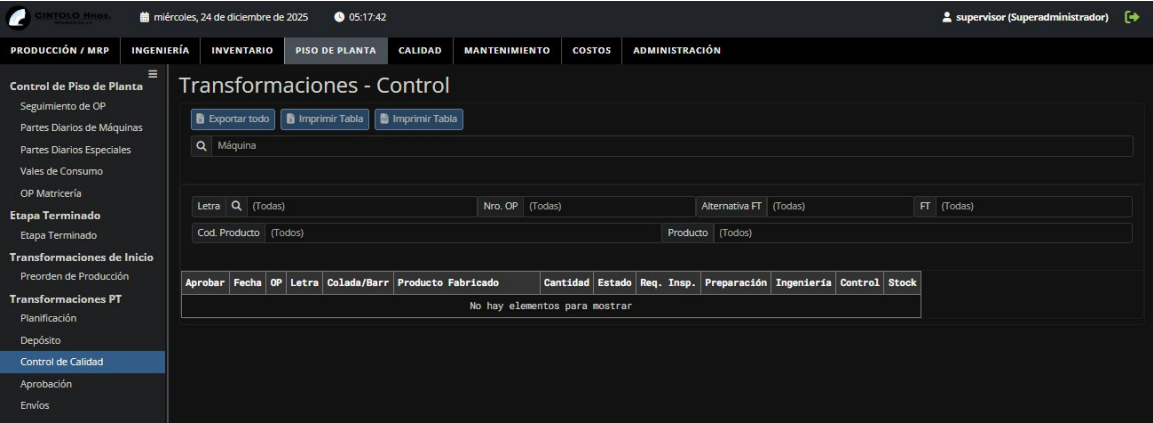 CINTOLO Hnos.
miércoles, 24 de diciembre de 2025
05:17:42
supervisor (Superadministrador)
PRODUCCIÓN / MRP
INGENIERÍA
INVENTARIO
PISO DE PLANTA
CALIDAD
MANTENIMIENTO
COSTOS
ADMINISTRACIÓN
Control de Piso de Planta
Seguimiento de OP
Partes Diarios de Máquinas
Partes Diarios Especiales
Vales de Consumo
OP Matricería
Etapa Terminado
Etapa Terminado
Transformaciones de Inicio
Preorden de Producción
Transformaciones PT
Planificación
Depósito
Control de Calidad
Aprobación
Envíos
Transformaciones - Control
Exportar todo
Imprimir Tabla
Imprimir Tabla
Máquina
Letra (Todas)
Nro. OP (Todas)
Alternativa FT (Todas)
FT (Todas)
Cod. Producto (Todos)
Producto (Todos)
Aprobar Fecha OP Letra Colada/Barr Producto Fabricado Cantidad Estado Req. Insp. Preparación Ingeniería Control Stock
No hay elementos para mostrar